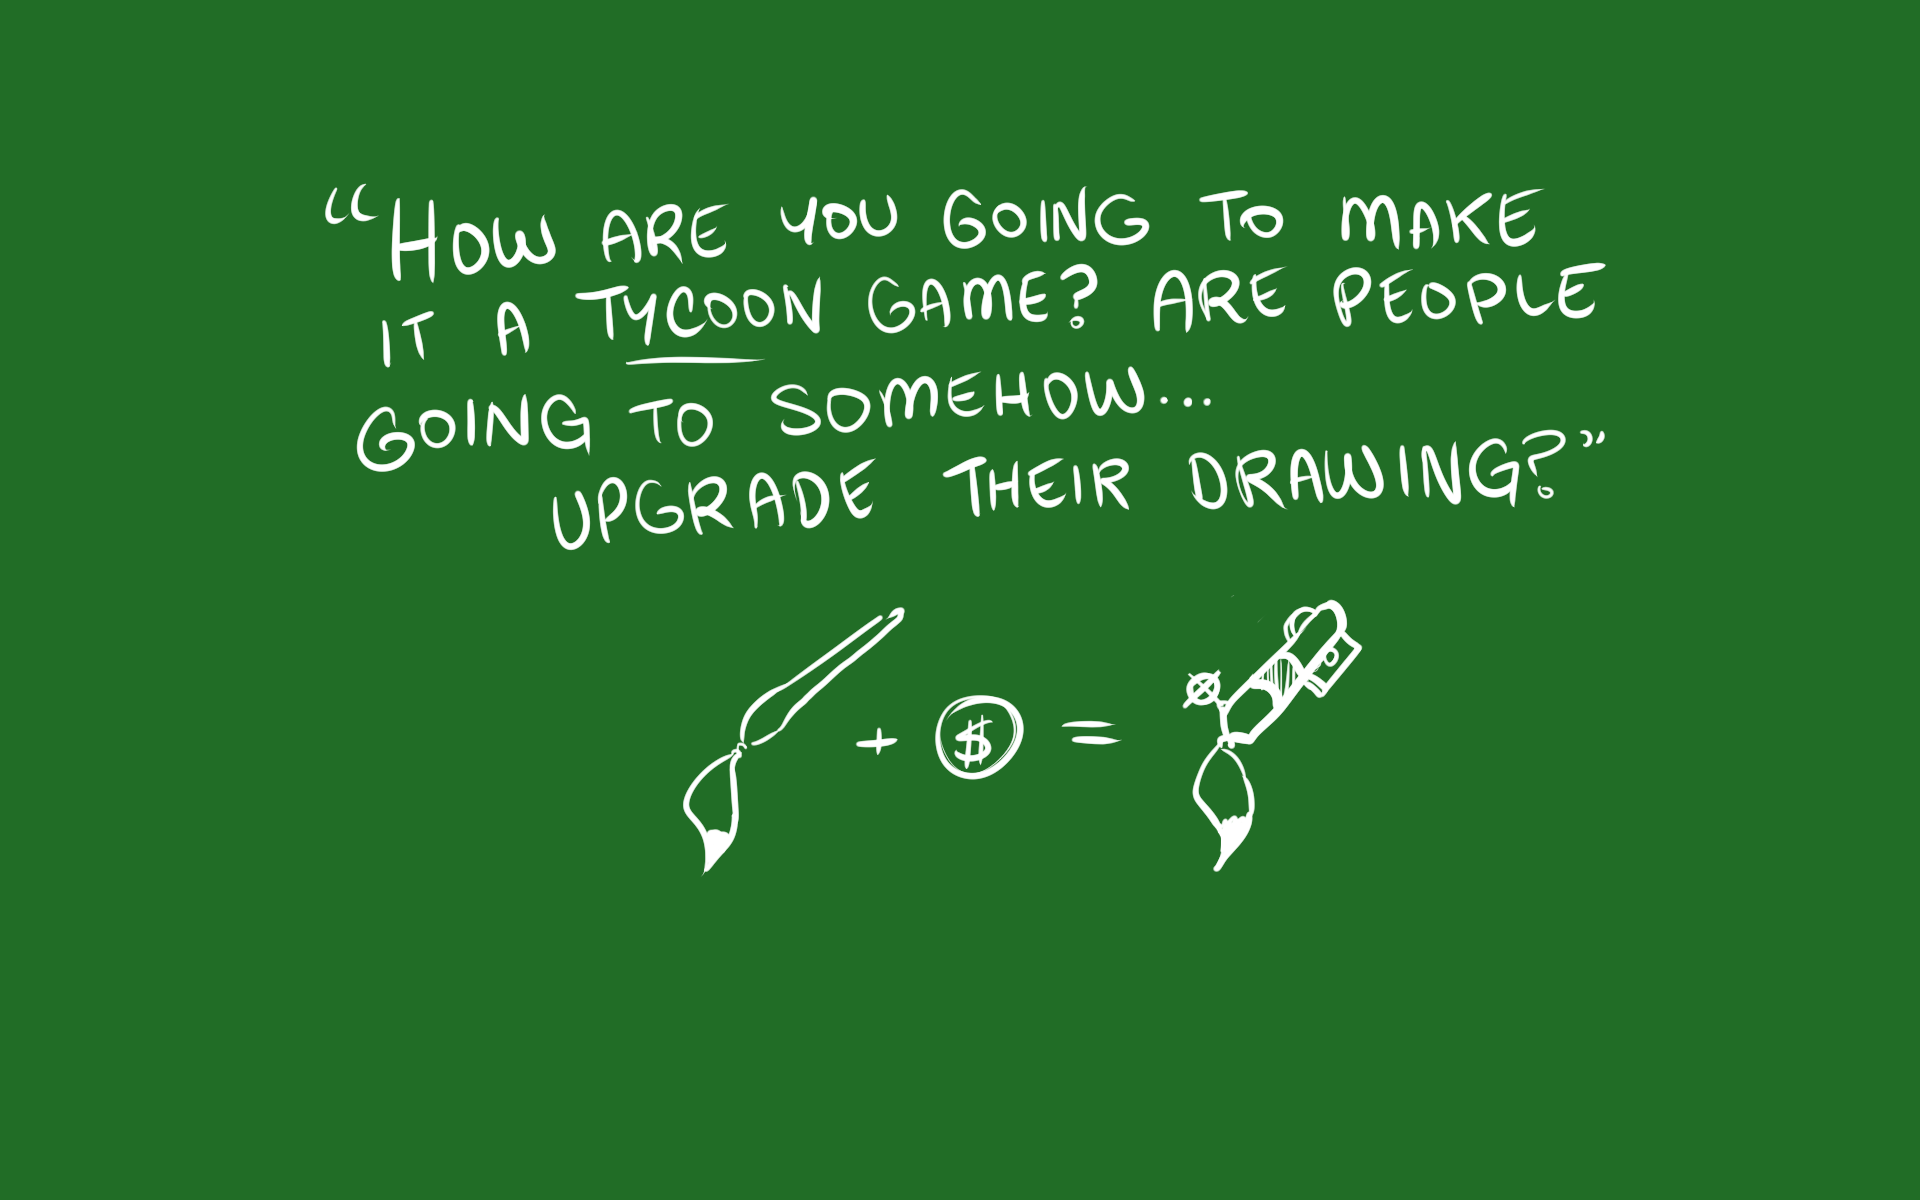 “HOW ARE YOU GOING TO MAKE
IT A TYCOON GAME? ARE PEOPLE
GOING TO SOMEHOW...
UPGRADE THEIR DRAWING?”
+ $ =